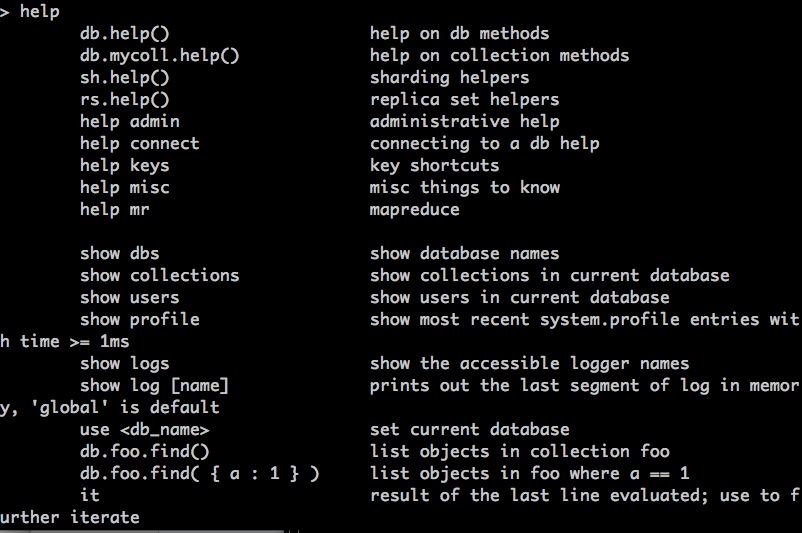 > help
db.help() help on db methods
db.mycoll.help() help on collection methods
sh.help() sharding helpers
rs.help() replica set helpers
help admin administrative help
help connect connecting to a db help
help keys key shortcuts
help misc misc things to know
help mr mapreduce
show dbs show database names
show collections show collections in current database
show users show users in current database
show profile show most recent system.profile entries wit
h time >= 1ms
show logs show the accessible logger names
show log [name] prints out the last segment of log in memor
y, 'global' is default
use <db_name> set current database
db.foo.find() list objects in collection foo
db.foo.find( { a : 1 } ) list objects in foo where a == 1
it result of the last line evaluated; use to f
urther iterate